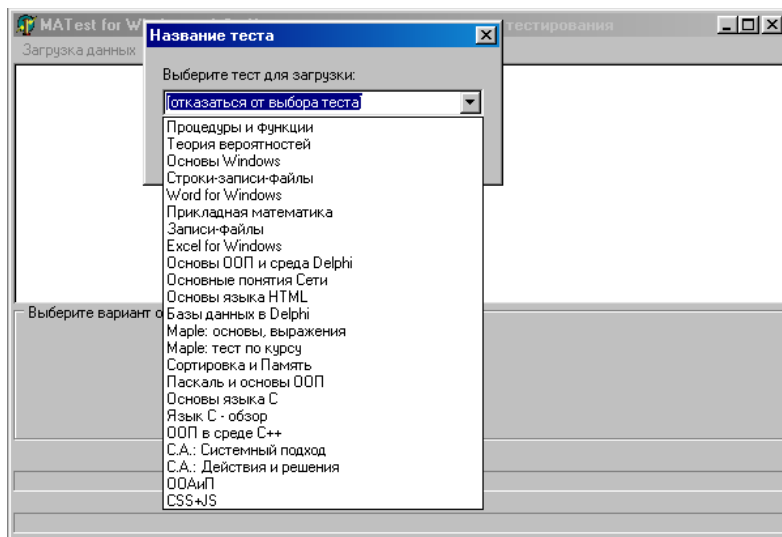 MATest for W
тестирования
Название теста
Загрузка данных
Выберите тест для загрузки:
[отказаться от выбора теста]
Процедуры и функции
Теория вероятностей
Основы Windows
Строки-записи-файлы
Word for Windows
Прикладная математика
Записи-файлы
Excel for Windows
Основы ООП и среда Delphi
Основные понятия Сети
Основы языка HTML
Выберите вариант о
Базы данных в Delphi
Maple: основы, выражения
Maple: тест по курсу
Сортировка и Память
Паскаль и основы ООП
Основы языка C
Язык C - обзор
ООП в среде C++
С.А.: Системный подход
С.А.: Действия и решения
ООАиП
CSS+JS